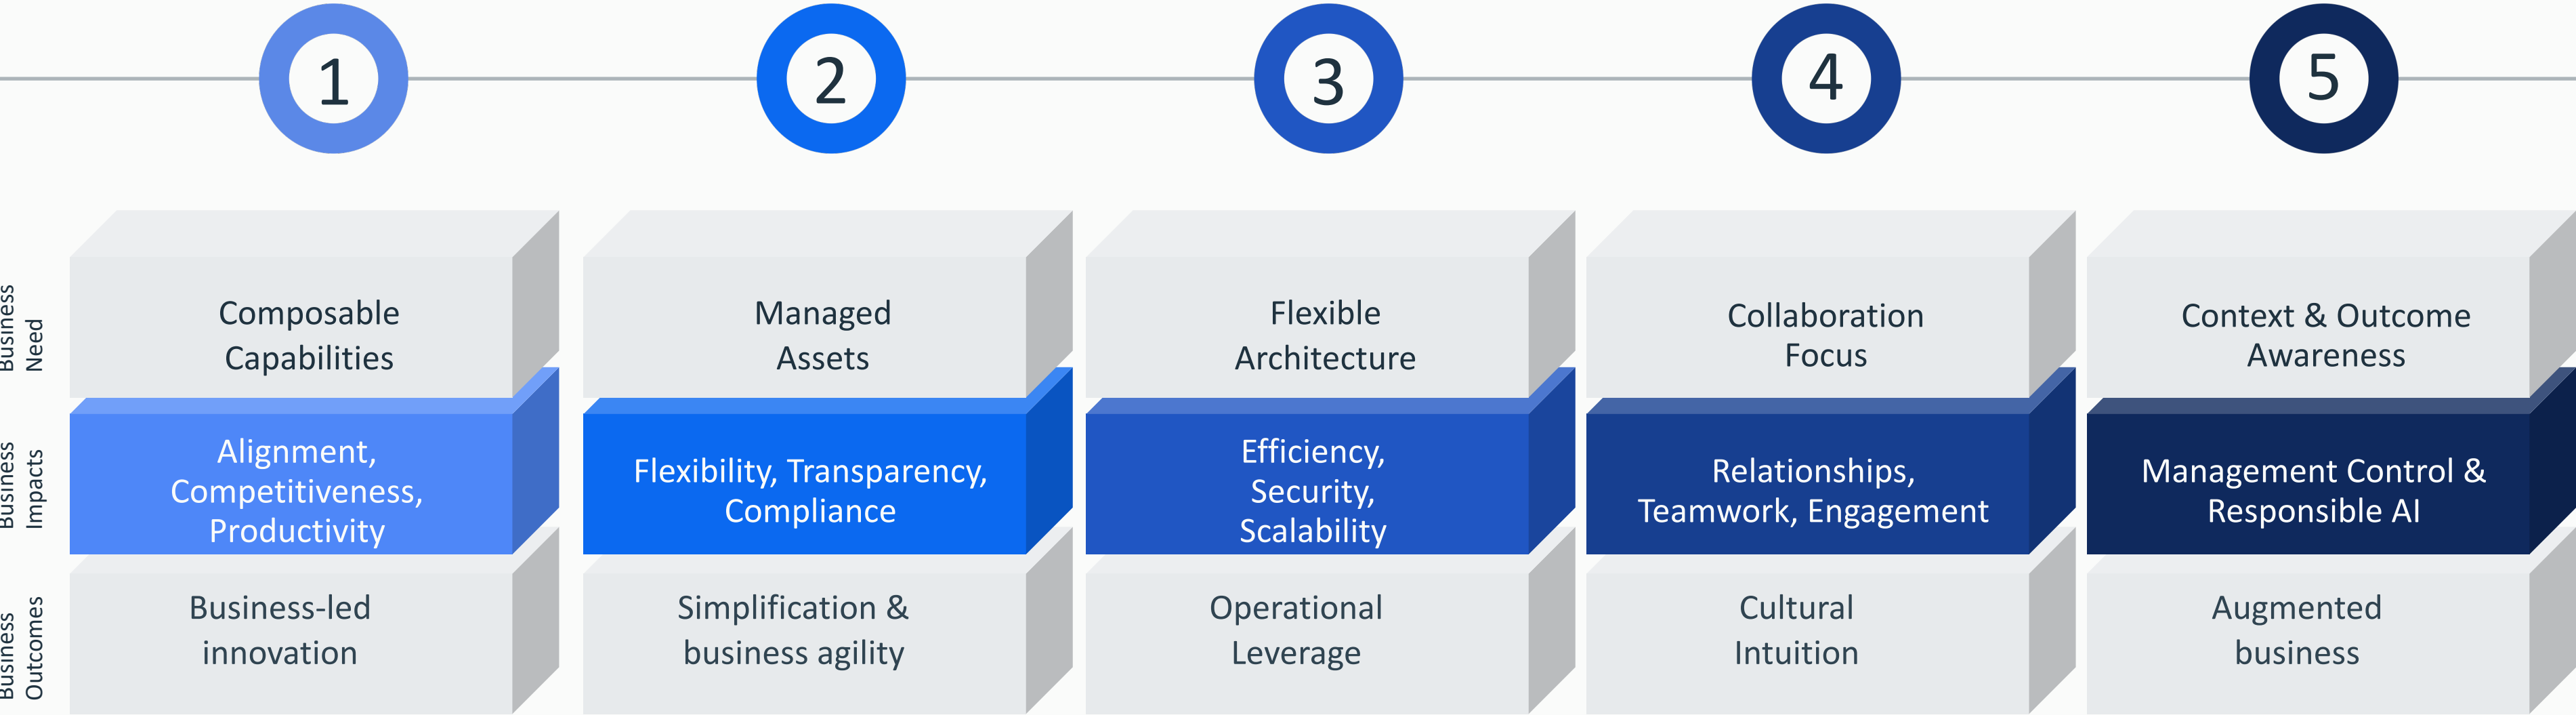 1
2
3
4
5
Business
Need
Composable
Capabilities
Managed
Assets
Flexible
Architecture
Collaboration
Focus
Context & Outcome
Awareness
Business
Impacts
Alignment,
Competitiveness,
Productivity
Flexibility, Transparency,
Compliance
Efficiency,
Security,
Scalability
Relationships,
Teamwork, Engagement
Management Control &
Responsible AI
Business
Outcomes
Business-led
innovation
Simplification &
business agility
Operational
Leverage
Cultural
Intuition
Augmented
business